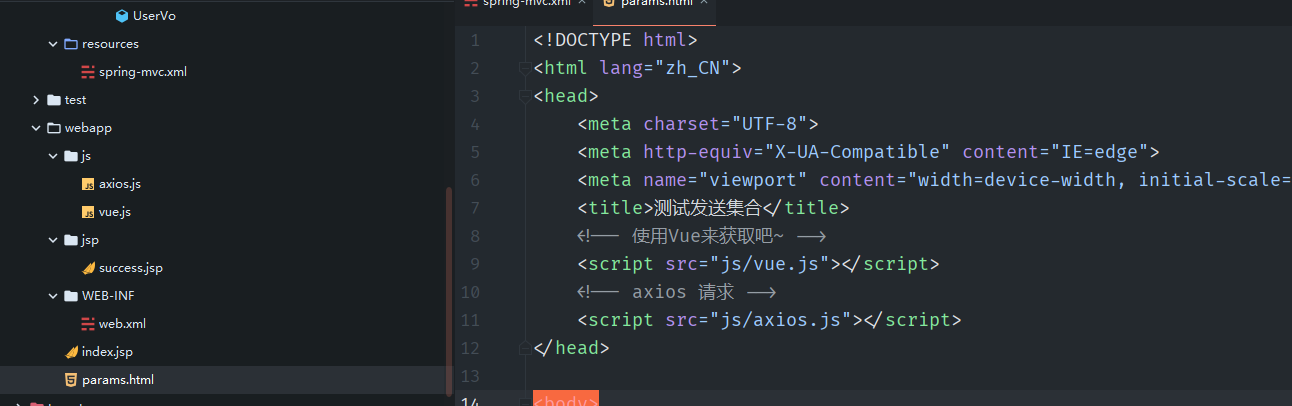 UserVo
resources
spring-mvc.xml
test
webapp
js
axios.js
vue.js
jsp
success.jsp
WEB-INF
web.xml
index.jsp
params.html
spring-mvc.xml × params.html ×
1 <!DOCTYPE html>
2 <html lang="zh_CN">
3 <head>
4 <meta charset="UTF-8">
5 <meta http-equiv="X-UA-Compatible" content="IE=edge">
6 <meta name="viewport" content="width=device-width, initial-scale=
7 <title>测试发送集合</title>
8 <!-- 使用Vue来获取吧~ -->
9 <script src="js/vue.js"></script>
10 <!-- axios 请求 -->
11 <script src="js/axios.js"></script>
12 </head>
13
14 <body>